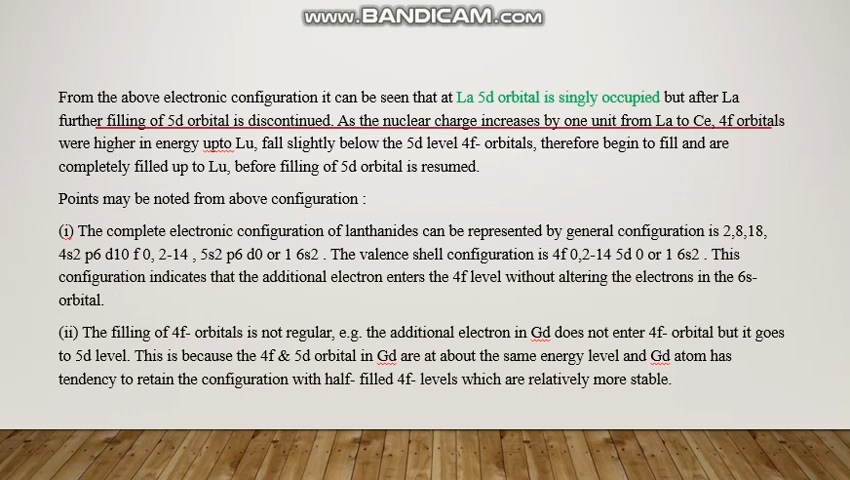 www.BANDICAM.com
From the above electronic configuration it can be seen that at La 5d orbital is singly occupied but after La
further filling of 5d orbital is discontinued. As the nuclear charge increases by one unit from La to Ce, 4f orbitals
were higher in energy upto Lu, fall slightly below the 5d level 4f- orbitals, therefore begin to fill and are
completely filled up to Lu, before filling of 5d orbital is resumed.
Points may be noted from above configuration :
(i) The complete electronic configuration of lanthanides can be represented by general configuration is 2,8,18,
4s2 p6 d10 f 0, 2-14 , 5s2 p6 d0 or 1 6s2 . The valence shell configuration is 4f 0,2-14 5d 0 or 1 6s2 . This
configuration indicates that the additional electron enters the 4f level without altering the electrons in the 6s-
orbital.
(ii) The filling of 4f- orbitals is not regular, e.g. the additional electron in Gd does not enter 4f- orbital but it goes
to 5d level. This is because the 4f & 5d orbital in Gd are at about the same energy level and Gd atom has
tendency to retain the configuration with half- filled 4f- levels which are relatively more stable.